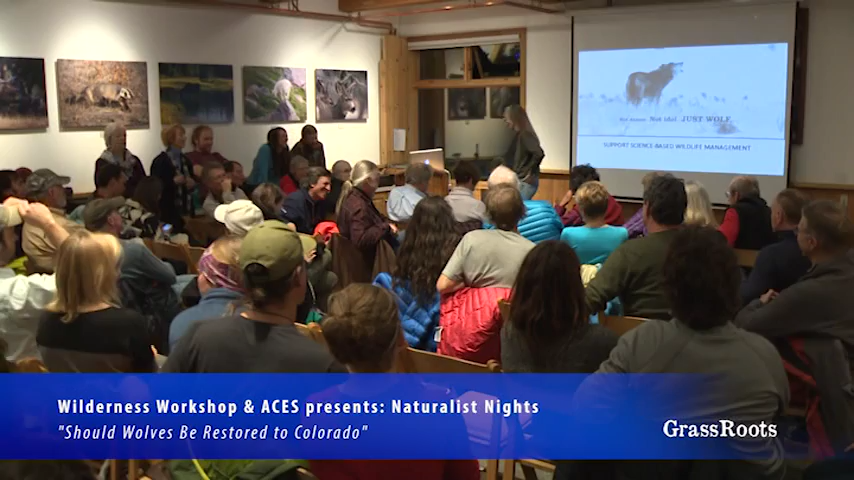 Not demon. Not idol. JUST WOLF.
SUPPORT SCIENCE-BASED WILDLIFE MANAGEMENT
Wilderness Workshop & ACES presents: Naturalist Nights
"Should Wolves Be Restored to Colorado"
GrassRoots